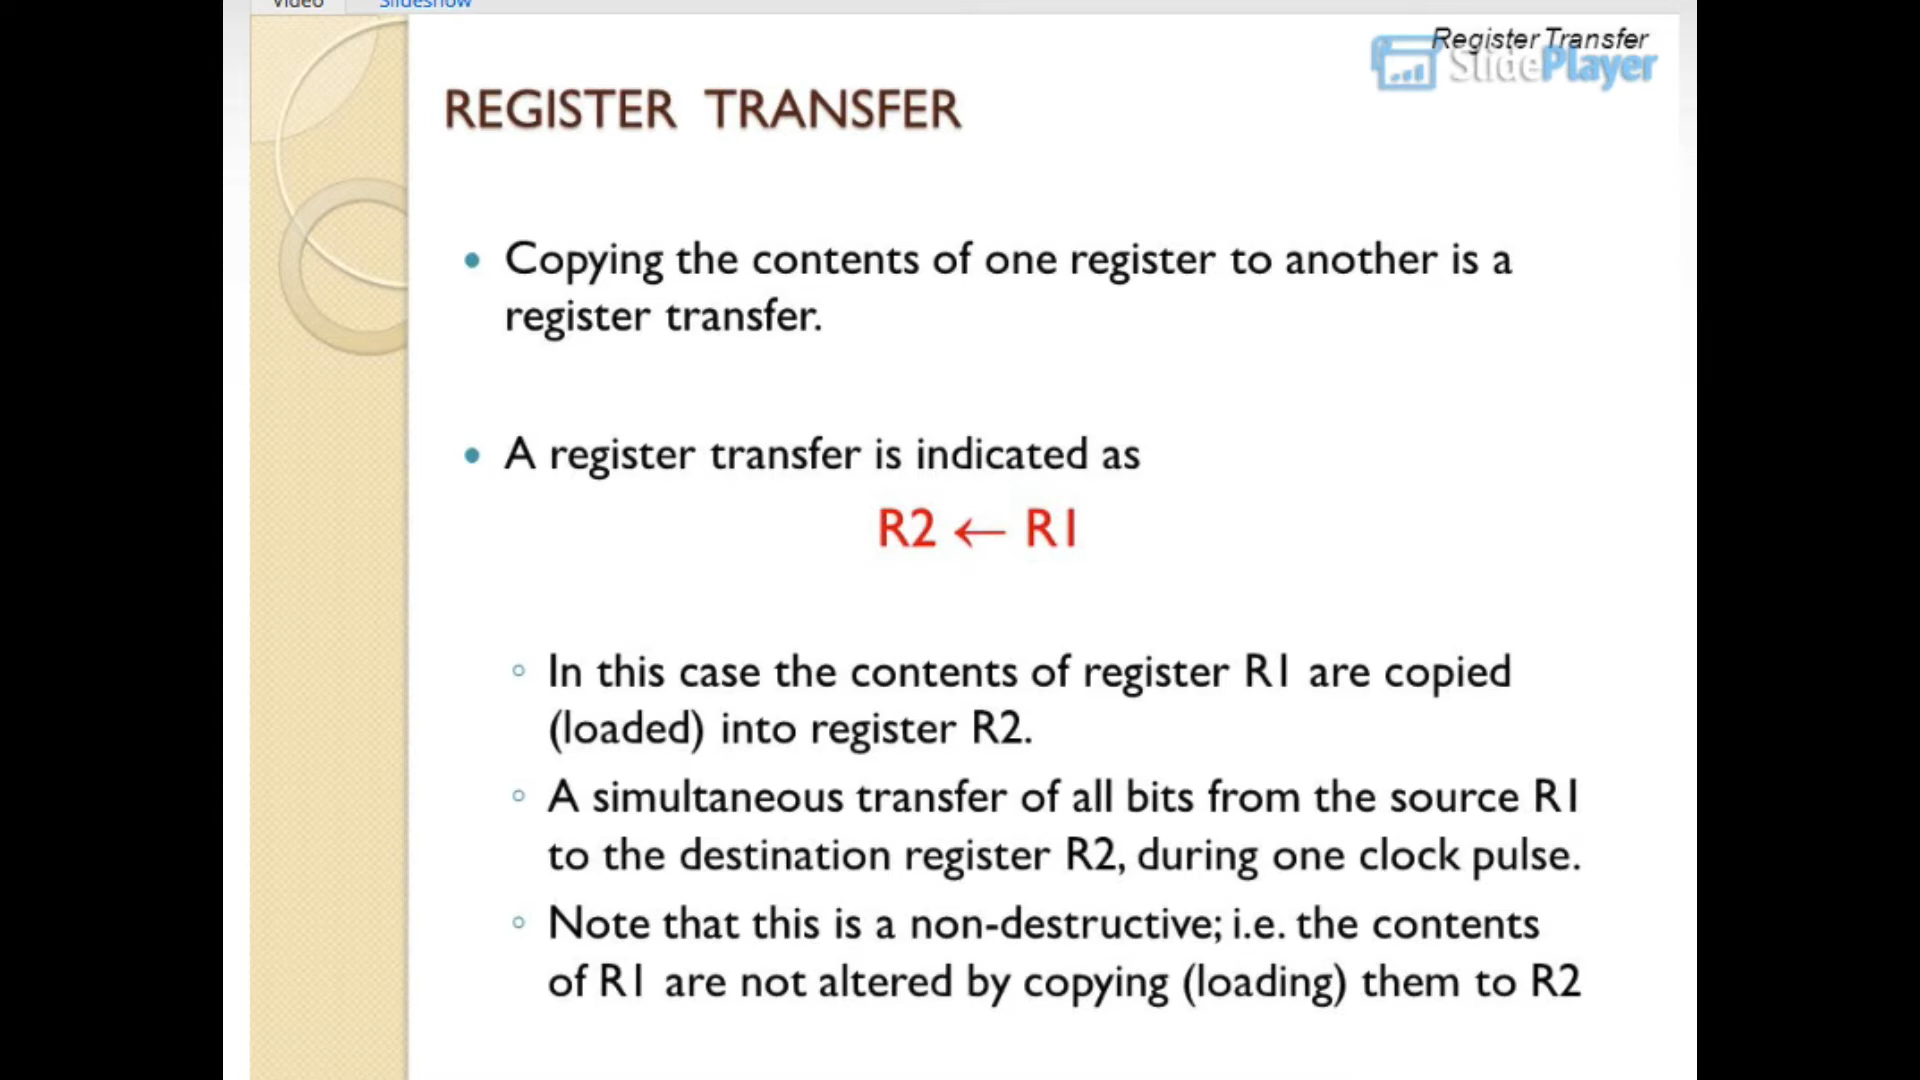 Video Slideshow
Register Transfer
SlidePlayer
REGISTER TRANSFER
• Copying the contents of one register to another is a
register transfer.
• A register transfer is indicated as
R2 ← R1
◦ In this case the contents of register R1 are copied
(loaded) into register R2.
◦ A simultaneous transfer of all bits from the source R1
to the destination register R2, during one clock pulse.
◦ Note that this is a non-destructive; i.e. the contents
of R1 are not altered by copying (loading) them to R2